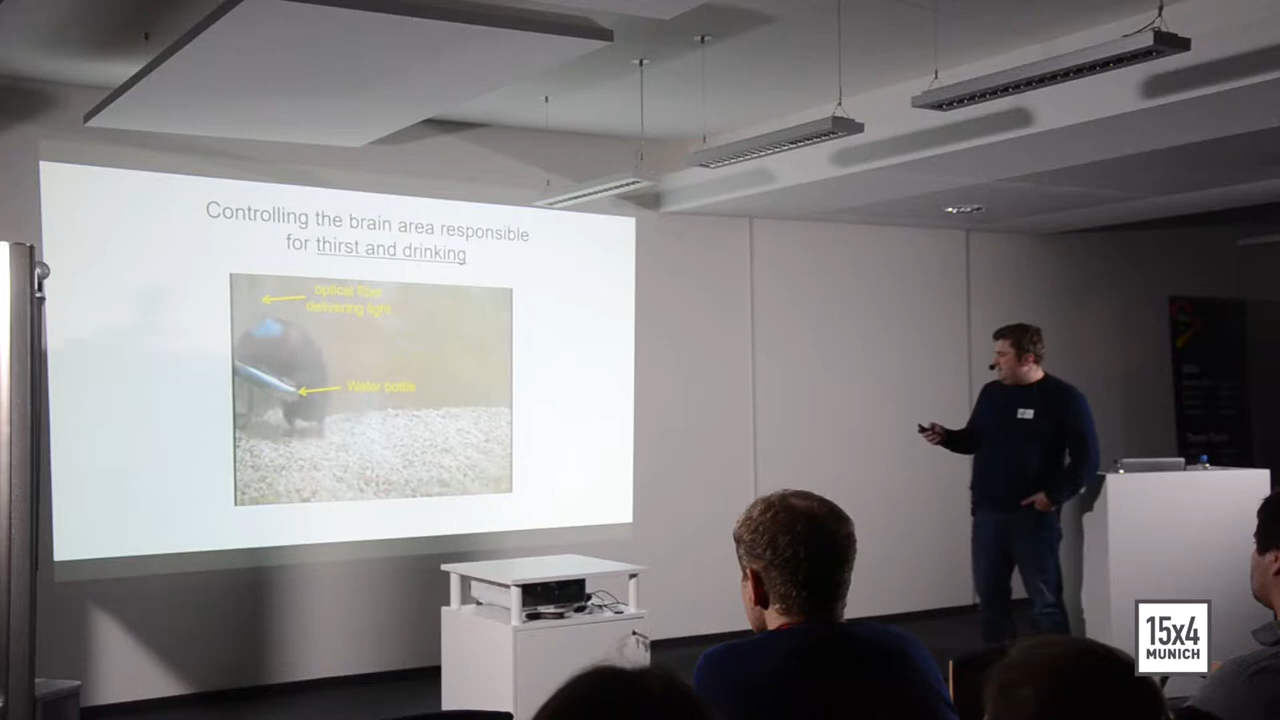 Controlling the brain area responsible
for thirst and drinking
optical fiber
delivering light
Water bottle
15x4
MUNICH